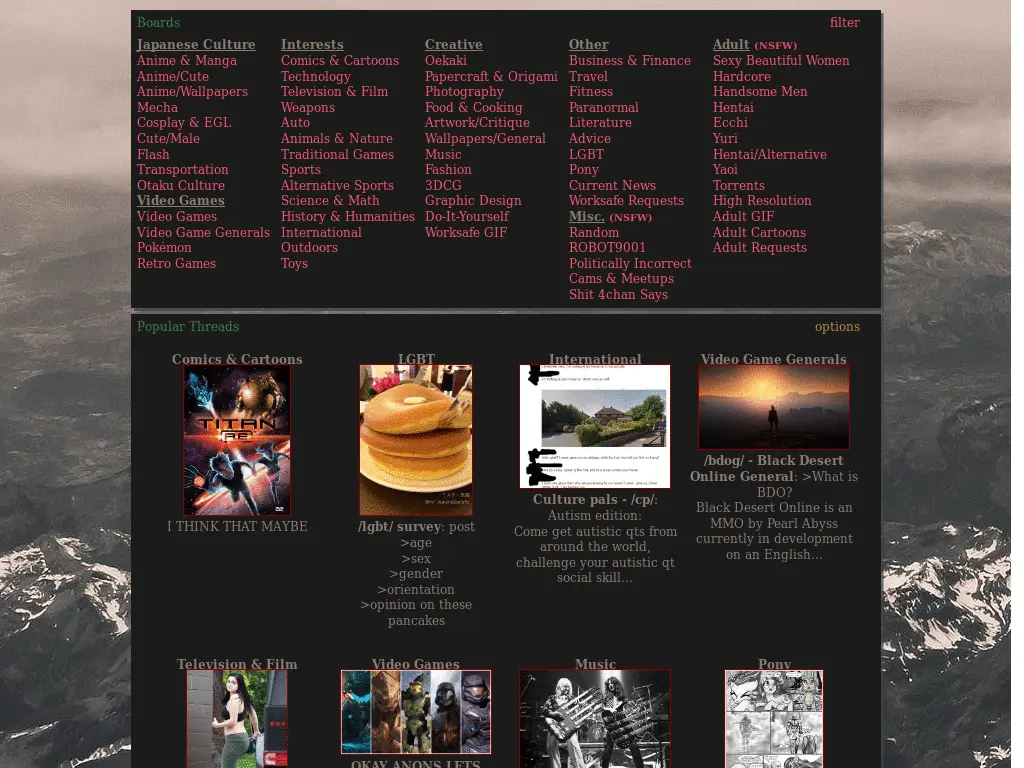 Boards
filter
Japanese Culture
Anime & Manga
Anime/Cute
Anime/Wallpapers
Mecha
Cosplay & EGL
Cute/Male
Flash
Transportation
Otaku Culture
Video Games
Video Games
Video Game Generals
Pokémon
Retro Games
Interests
Comics & Cartoons
Technology
Television & Film
Weapons
Auto
Animals & Nature
Traditional Games
Sports
Alternative Sports
Science & Math
History & Humanities
International
Outdoors
Toys
Creative
Oekaki
Papercraft & Origami
Photography
Food & Cooking
Artwork/Critique
Wallpapers/General
Music
Fashion
3DCG
Graphic Design
Do-It-Yourself
Worksafe GIF
Other
Business & Finance
Travel
Fitness
Paranormal
Literature
Advice
LGBT
Pony
Current News
Worksafe Requests
Misc. (NSFW)
Random
ROBOT9001
Politically Incorrect
Cams & Meetups
Shit 4chan Says
Adult (NSFW)
Sexy Beautiful Women
Hardcore
Handsome Men
Hentai
Ecchi
Yuri
Hentai/Alternative
Yaoi
Torrents
High Resolution
Adult GIF
Adult Cartoons
Adult Requests
Popular Threads
options
Comics & Cartoons
TITAN
AE
DVD
I THINK THAT MAYBE
LGBT
/lgbt/ survey: post
>age
>sex
>gender
>orientation
>opinion on these
pancakes
International
Culture pals - /cp/:
Autism edition:
Come get autistic qts from
around the world,
challenge your autistic qt
social skill...
Video Game Generals
/bdog/ - Black Desert
Online General: >What is
BDO?
Black Desert Online is an
MMO by Pearl Abyss
currently in development
on an English...
Television & Film
Video Games
OKAY ANONS LETS
Music
Pony